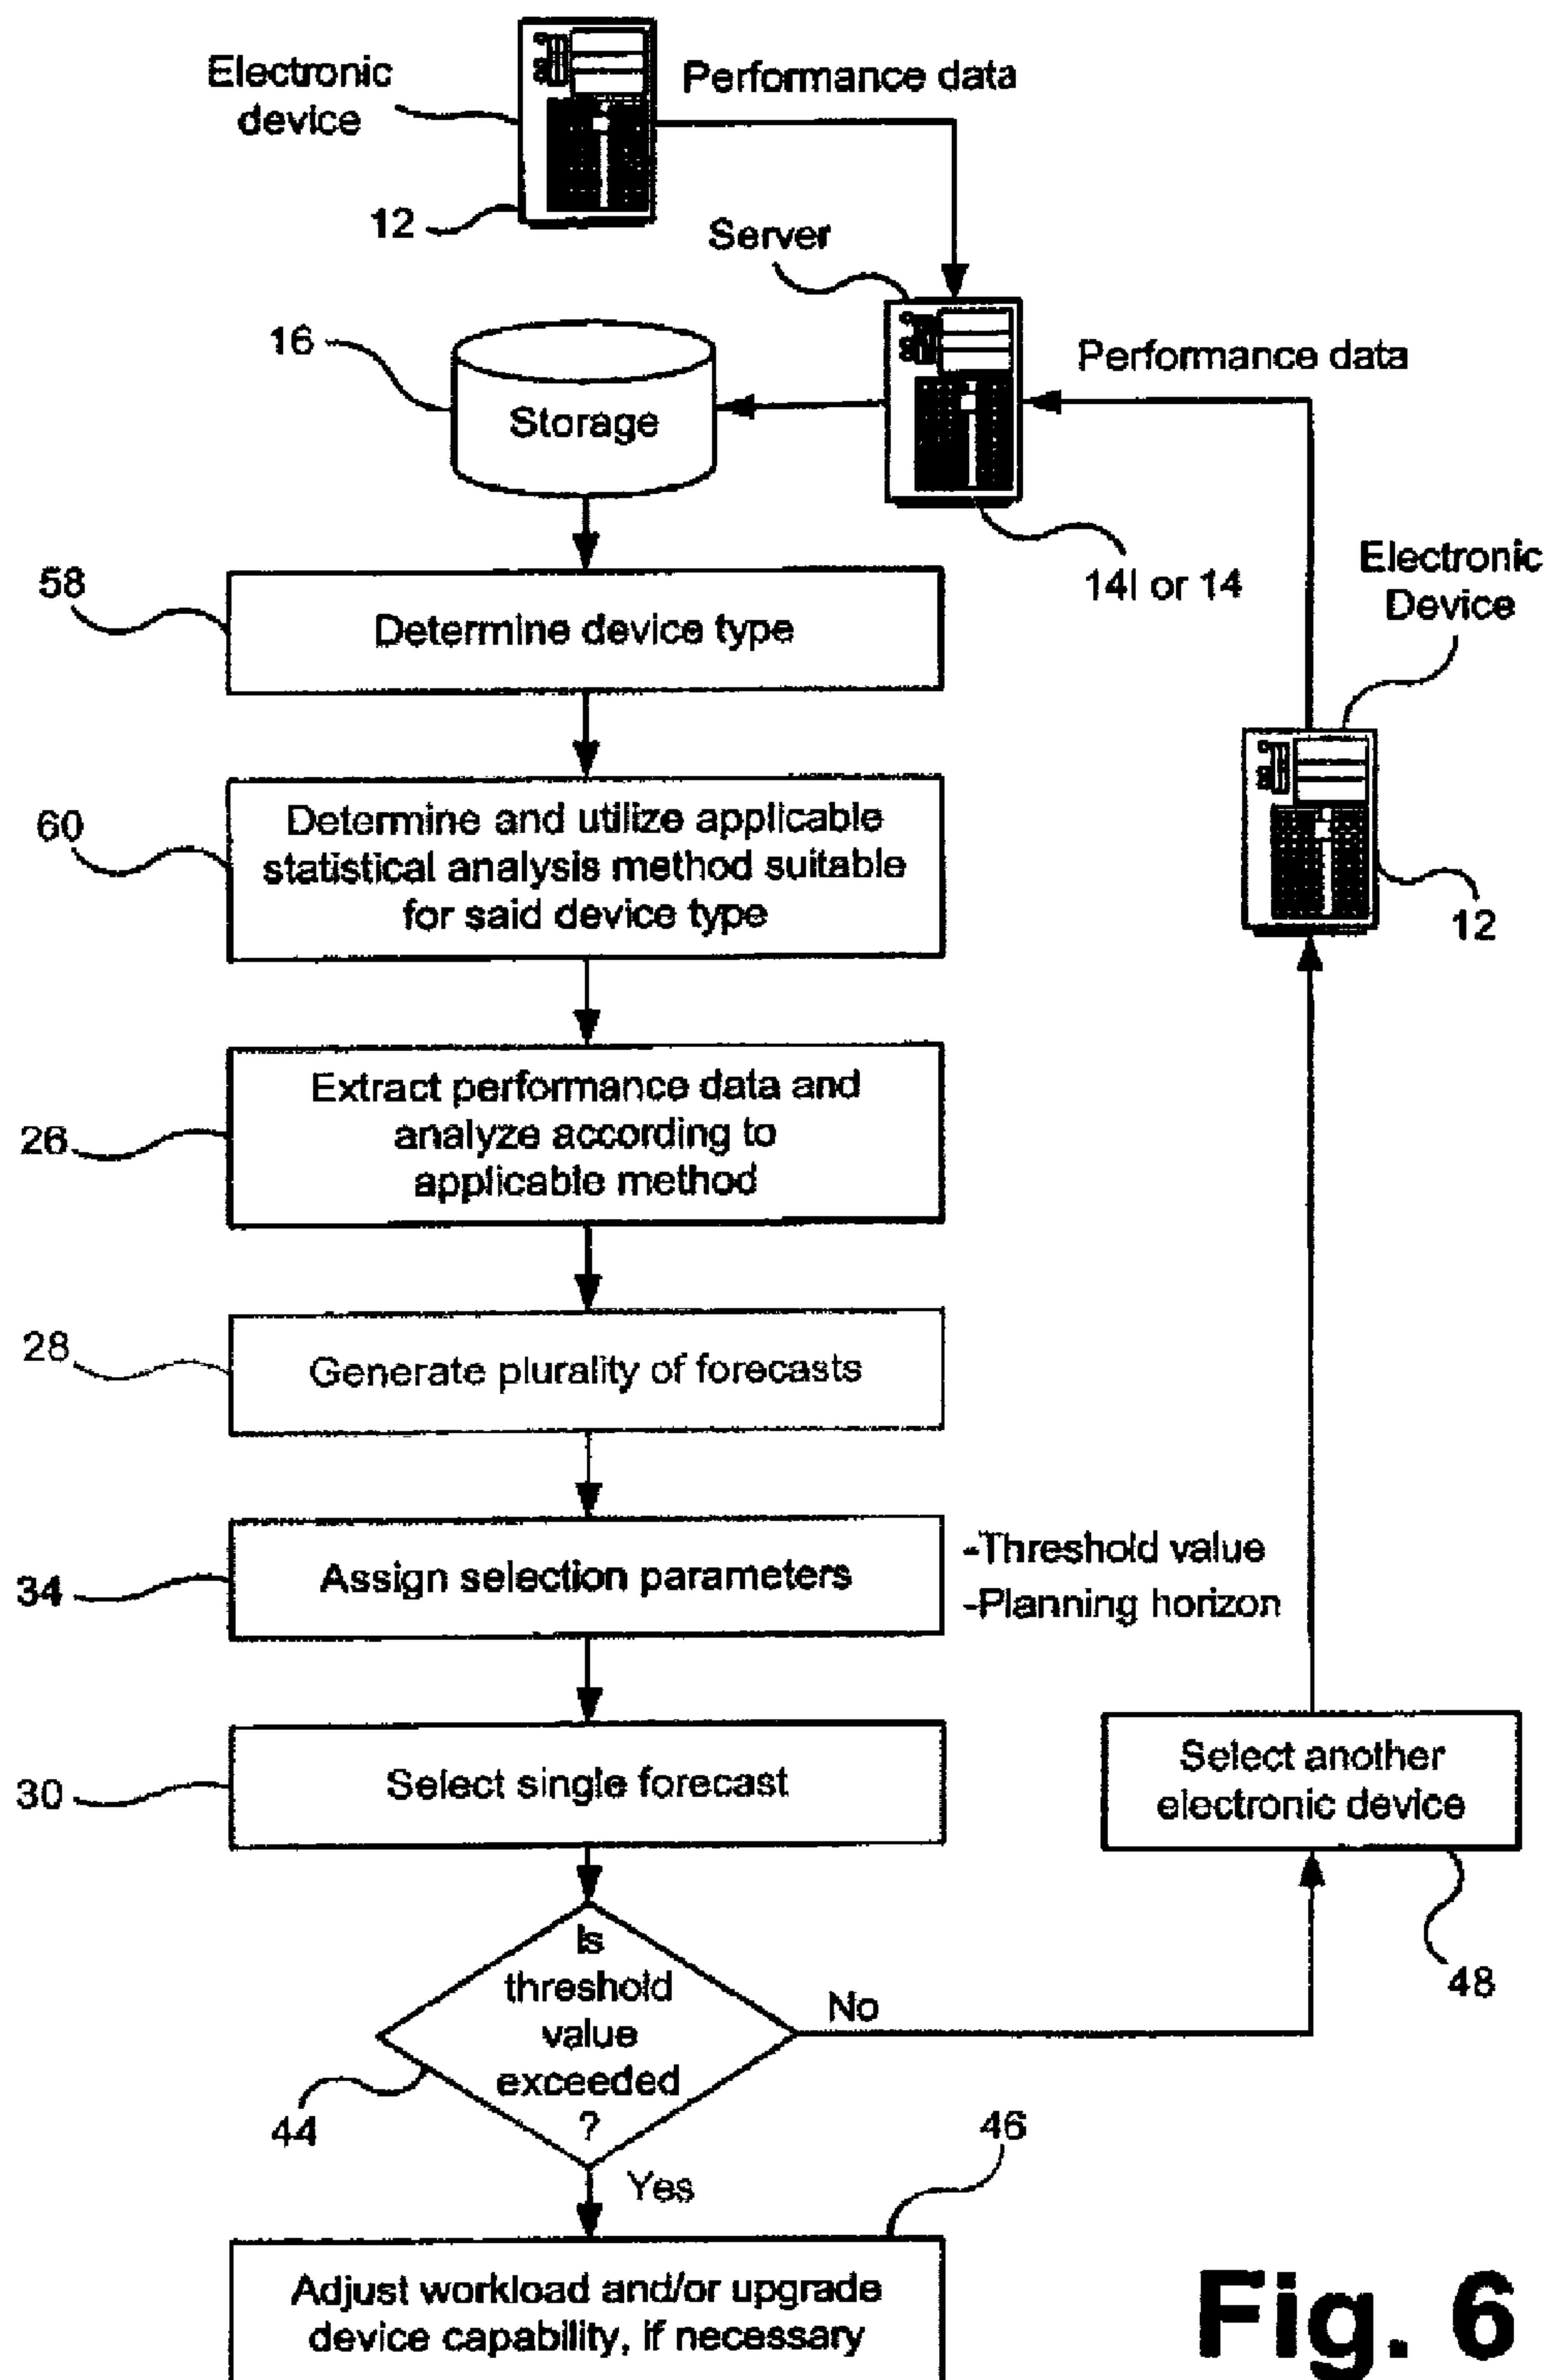 Electronic
device
Performance data
12
Server
16
Storage
Performance data
14I or 14
Electronic
Device
12
58
Determine device type
60
Determine and utilize applicable
statistical analysis method suitable
for said device type
26
Extract performance data and
analyze according to
applicable method
28
Generate plurality of forecasts
34
Assign selection parameters
-Threshold value
-Planning horizon
30
Select single forecast
Select another
electronic device
48
Is
threshold
value
exceeded
?
No
44
Yes
46
Adjust workload and/or upgrade
device capability, if necessary
Fig. 6